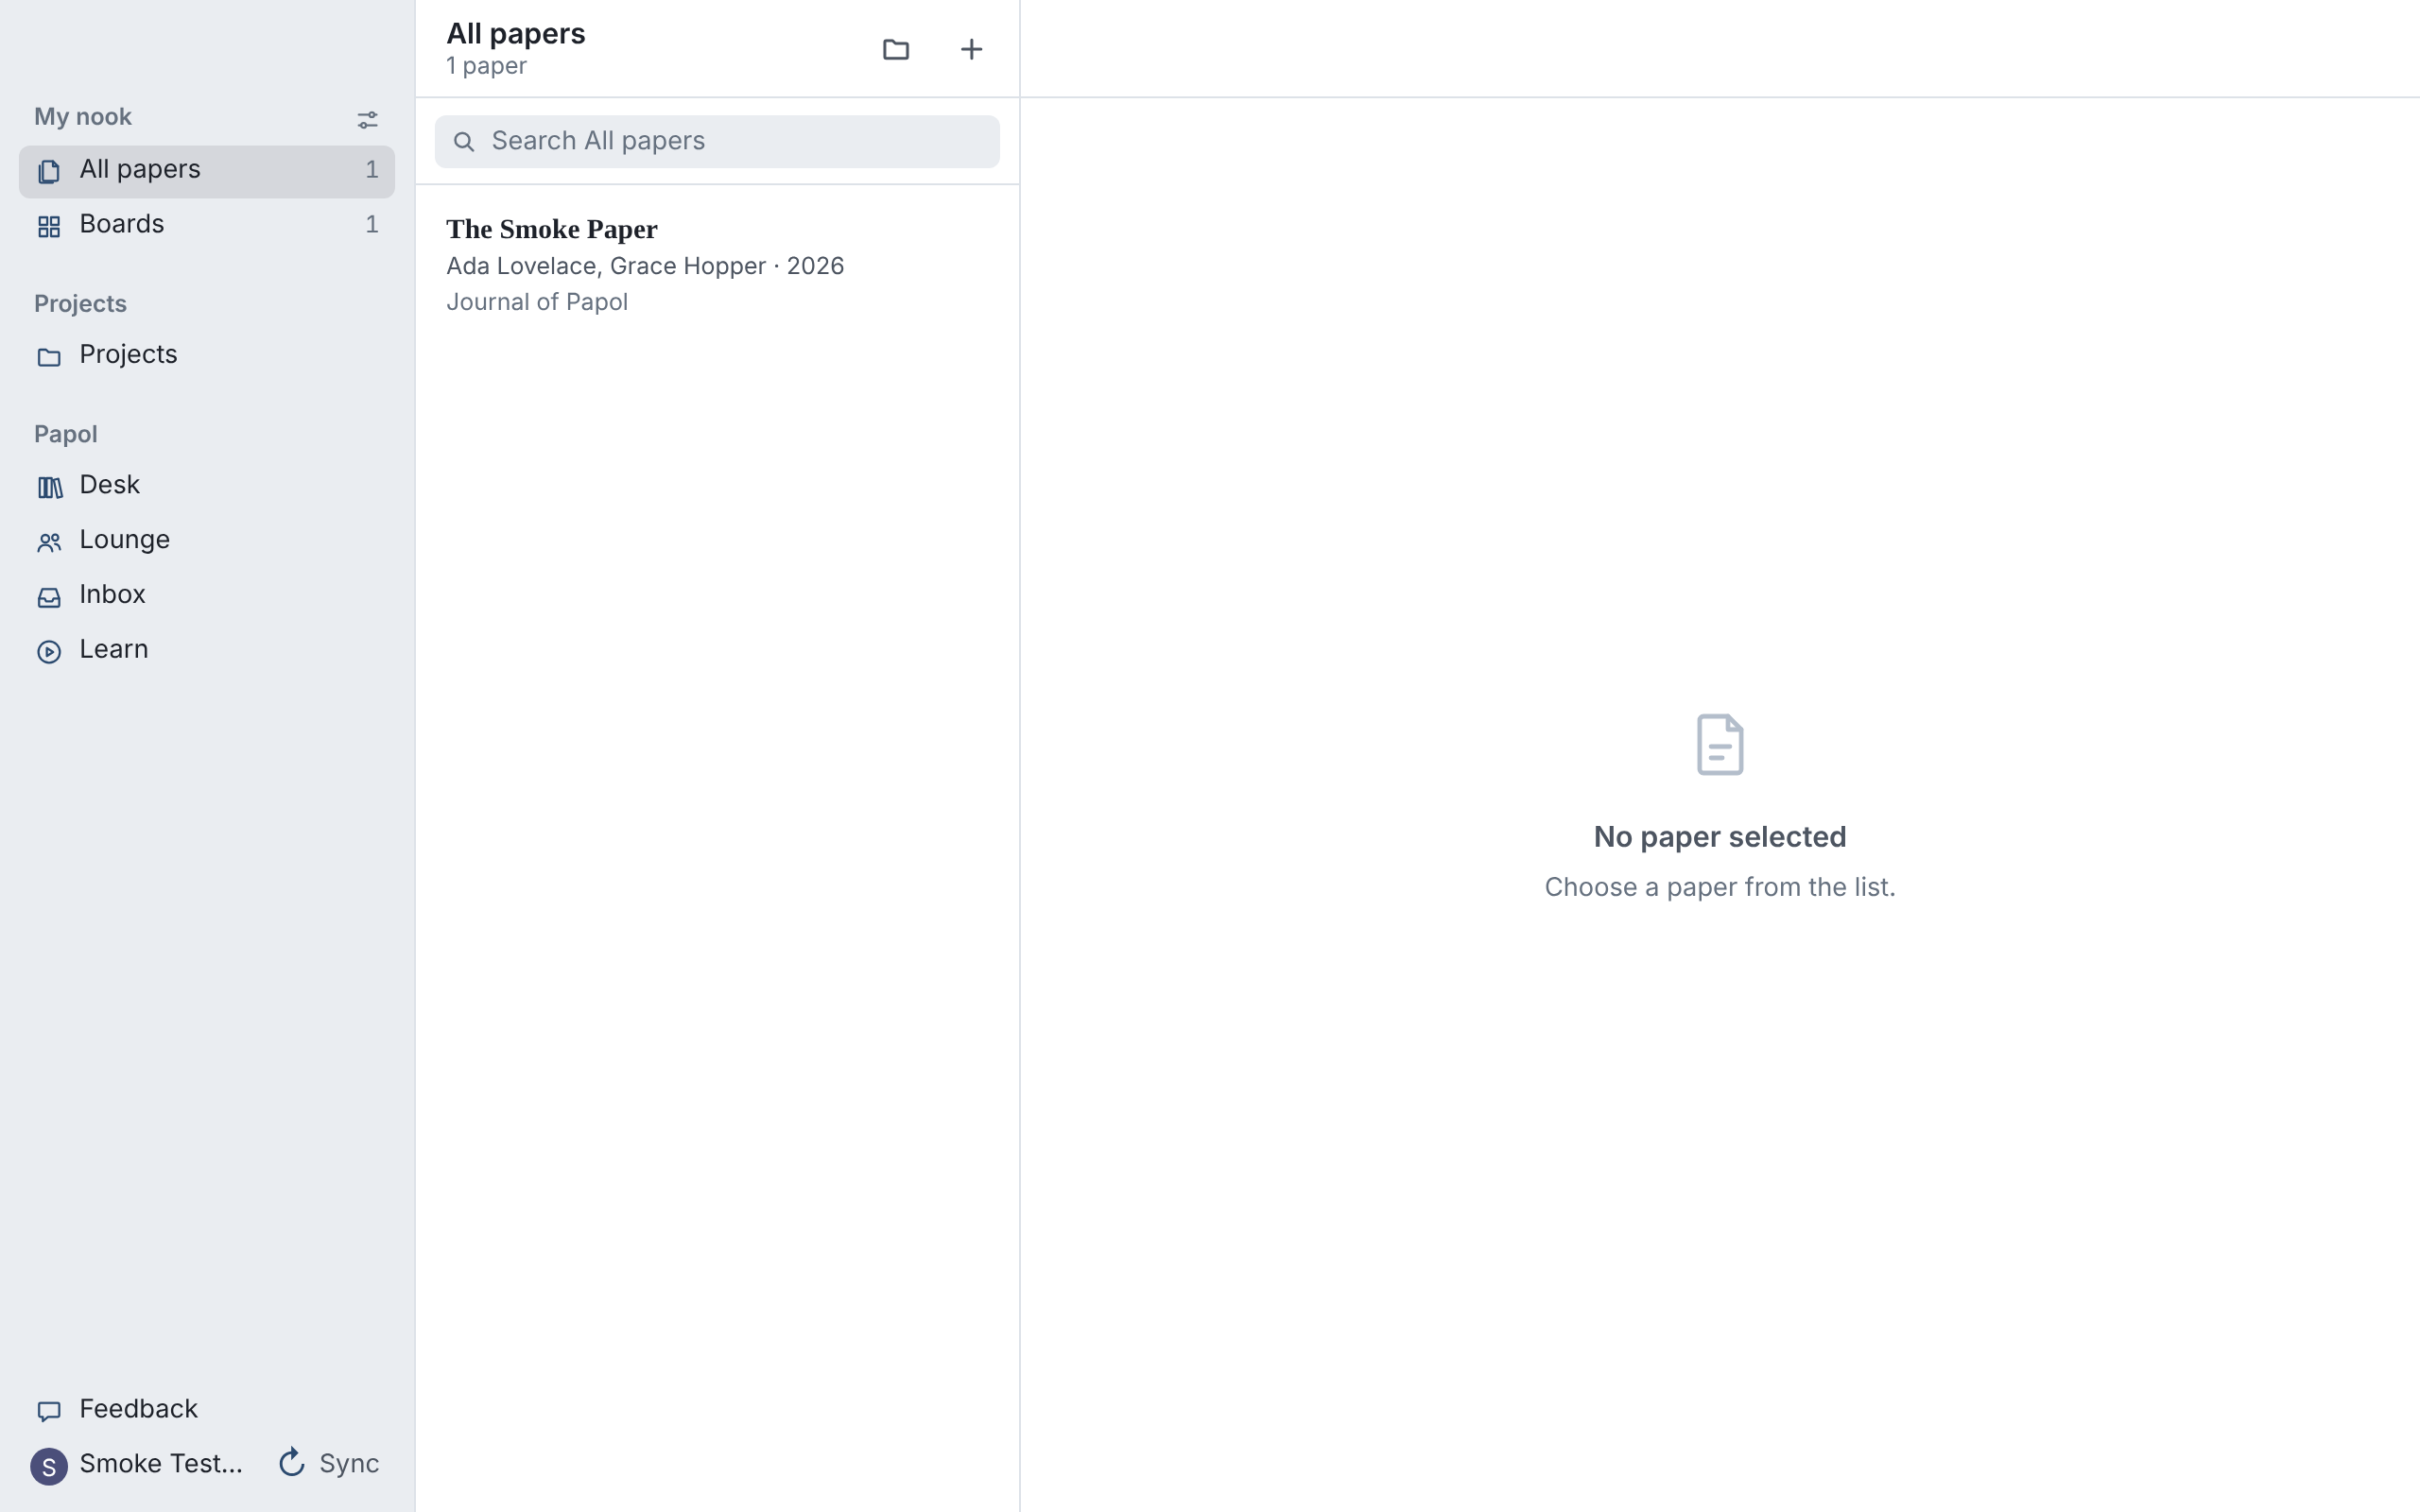 My nook
All papers 1
Boards 1
Projects
Projects
Papol
Desk
Lounge
Inbox
Learn
Feedback
S Smoke Test... Sync
All papers
1 paper
Search All papers
The Smoke Paper
Ada Lovelace, Grace Hopper · 2026
Journal of Papol
No paper selected
Choose a paper from the list.